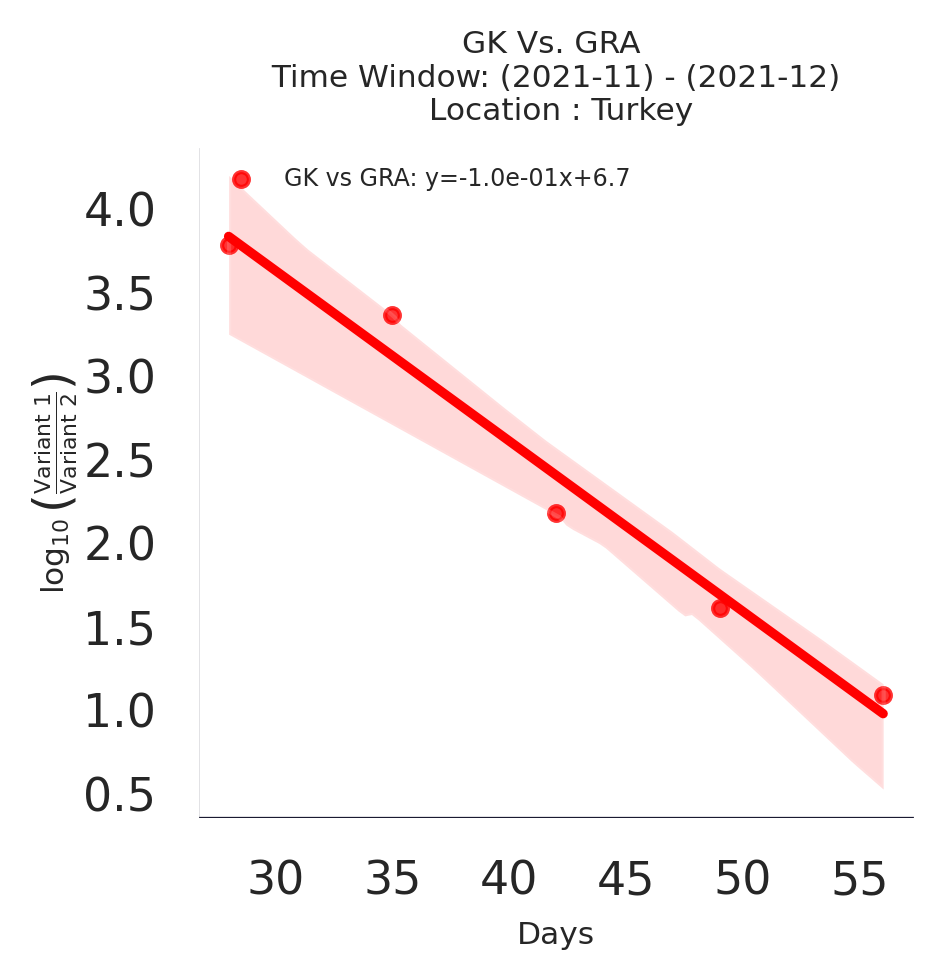 GK Vs. GRA
Time Window: (2021-11) - (2021-12)
Location : Turkey
GK vs GRA: y=-1.0e-01x+6.7
4.0
3.5
3.0
2.5
2.0
1.5
1.0
0.5
log10 (Variant 1 / Variant 2)
30 35 40 45 50 55
Days